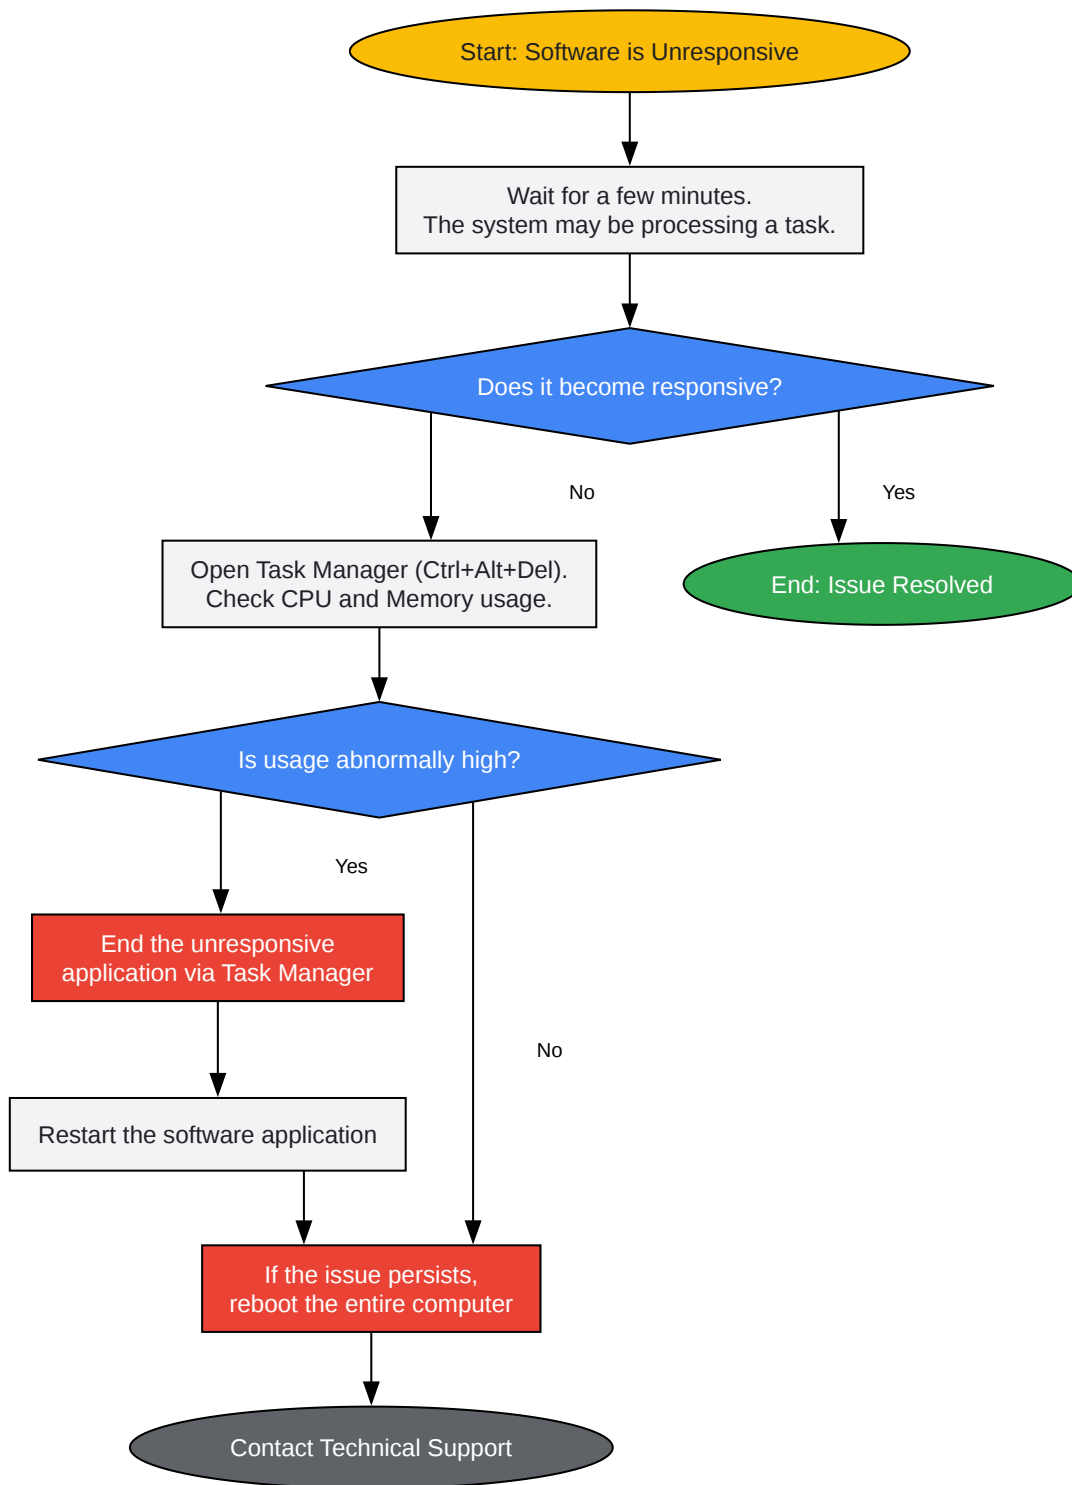 Start: Software is Unresponsive
Wait for a few minutes.
The system may be processing a task.
Does it become responsive?
No
Yes
Open Task Manager (Ctrl+Alt+Del).
Check CPU and Memory usage.
End: Issue Resolved
Is usage abnormally high?
Yes
End the unresponsive
application via Task Manager
No
Restart the software application
If the issue persists,
reboot the entire computer
Contact Technical Support